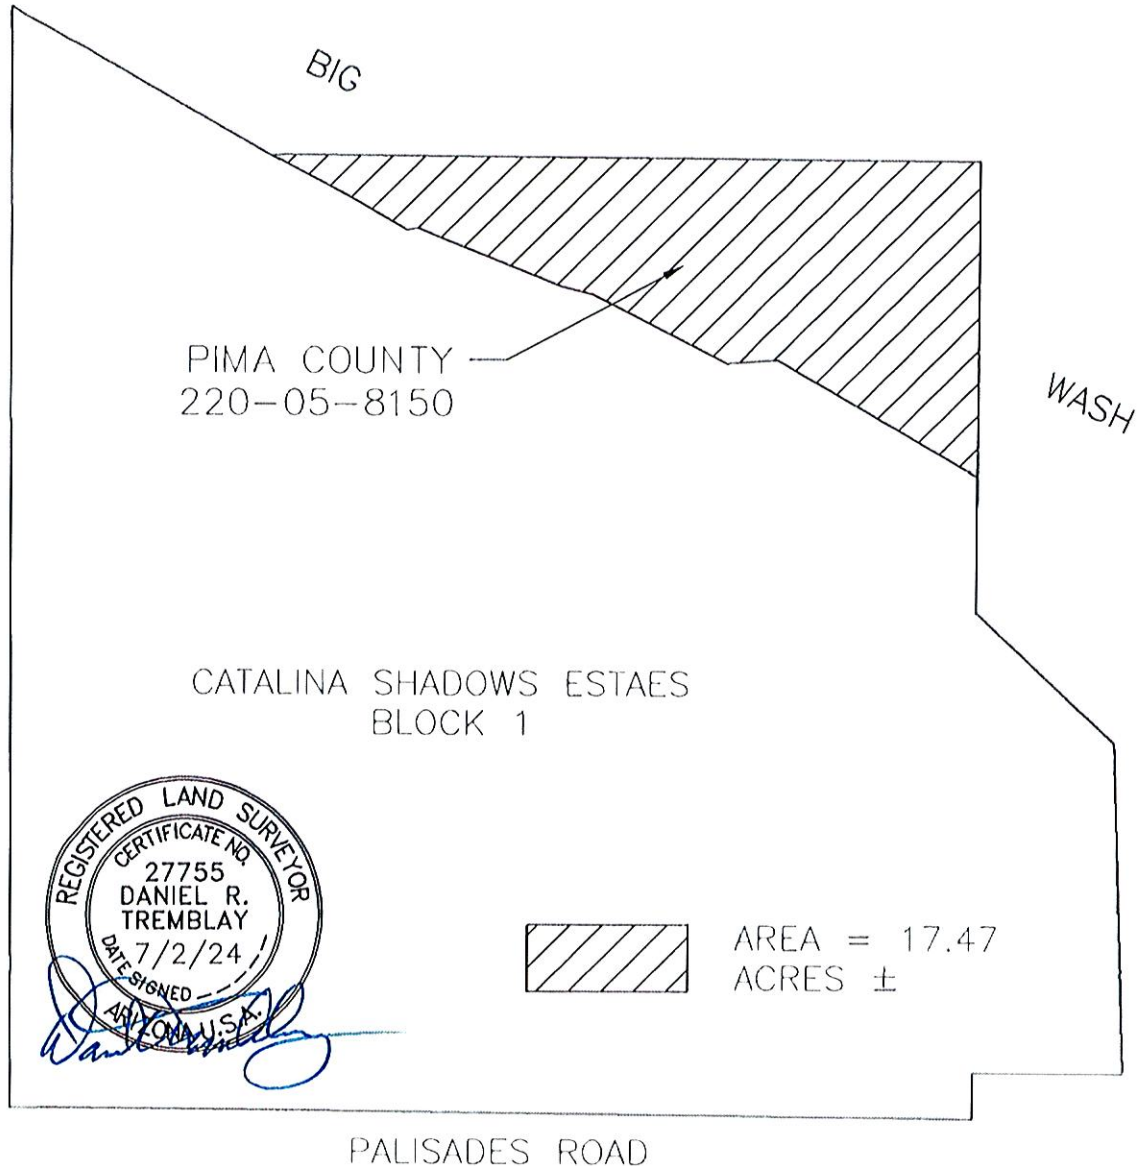 BIG
WASH
PIMA COUNTY
220-05-8150
CATALINA SHADOWS ESTAES
BLOCK 1
REGISTERED LAND SURVEYOR
CERTIFICATE NO.
27755
DANIEL R.
TREMBLAY
7/2/24
DATE SIGNED
ARIZONA U.S.A.
AREA = 17.47
ACRES ±
PALISADES ROAD